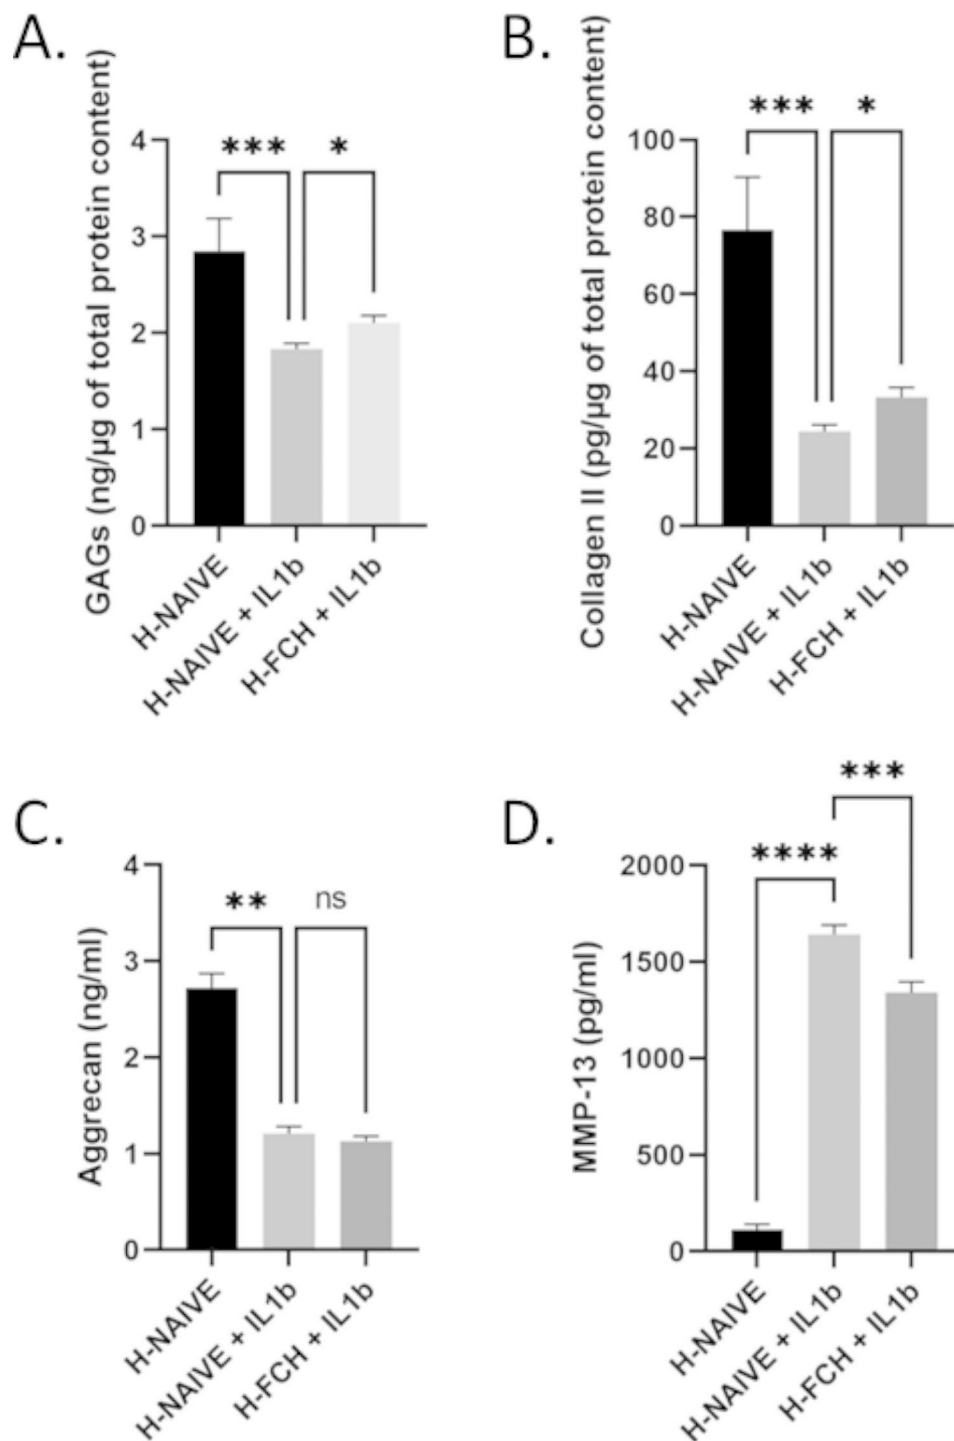 A.
GAGs (ng/µg of total protein content)
4
3
2
1
0
*** *
H-NAIVE
H-NAIVE + IL1b
H-FCH + IL1b
B.
Collagen II (pg/µg of total protein content)
100
80
60
40
20
0
*** *
H-NAIVE
H-NAIVE + IL1b
H-FCH + IL1b
C.
Aggrecan (ng/ml)
4
3
2
1
0
** ns
H-NAIVE
H-NAIVE + IL1b
H-FCH + IL1b
D.
MMP-13 (pg/ml)
2000
1500
1000
500
0
***
****
H-NAIVE
H-NAIVE + IL1b
H-FCH + IL1b